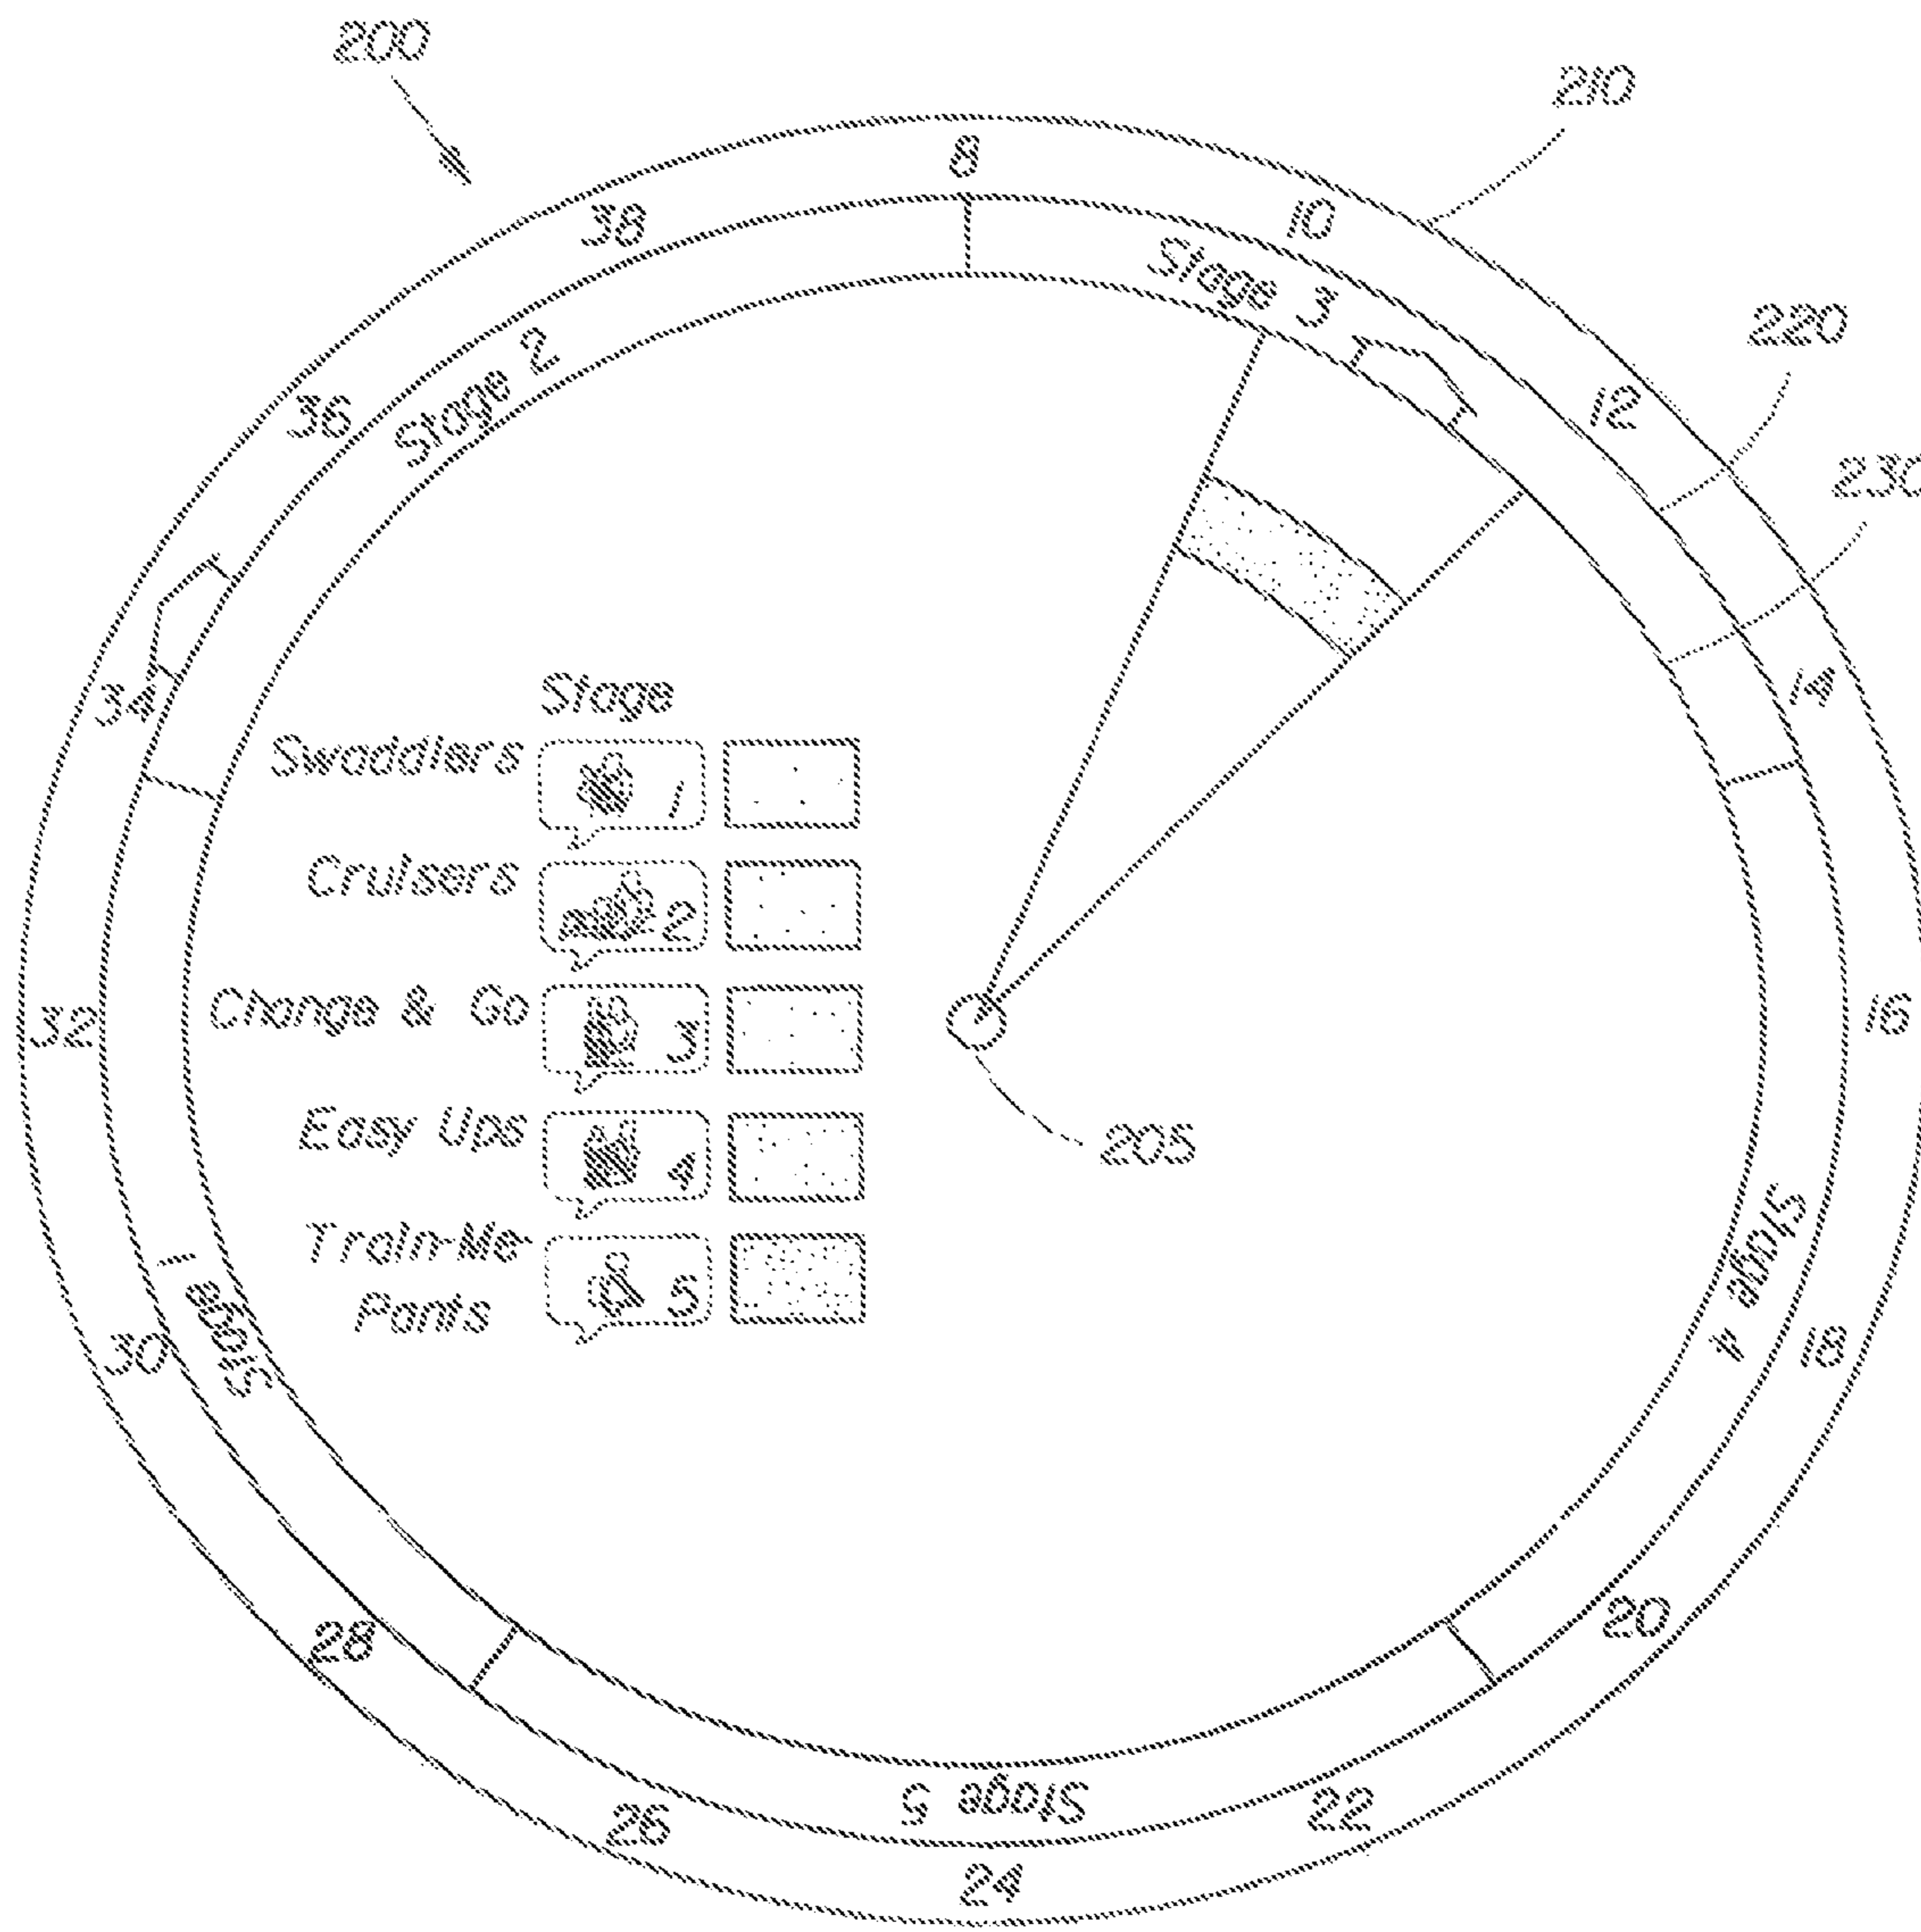 200
210
220
230
8
10
12
14
16
18
20
22
24
26
28
30
32
34
36
38
Stage 3
Stage 4
Stage 5
Stage 1
Stage 2
Stage
Swaddlers 1
Cruisers 2
Change & Go 3
Easy Ups 4
Train-Me 5
Pants
205